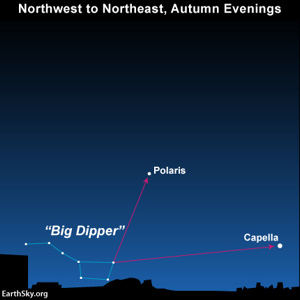 Northwest to Northeast, Autumn Evenings
Polaris
“Big Dipper”
Capella
EarthSky.org